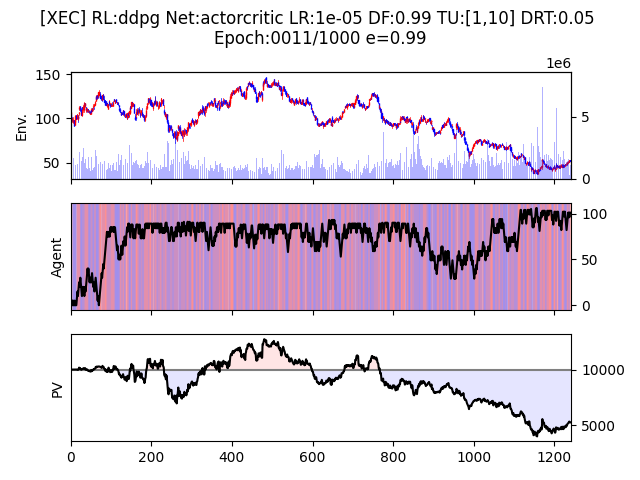 [XEC] RL:ddpg Net:actorcritic LR:1e-05 DF:0.99 TU:[1,10] DRT:0.05
Epoch:0011/1000 e=0.99
1e6
150
100
50
Env.
5
0
Agent
100
50
0
PV
10000
5000
0 200 400 600 800 1000 1200